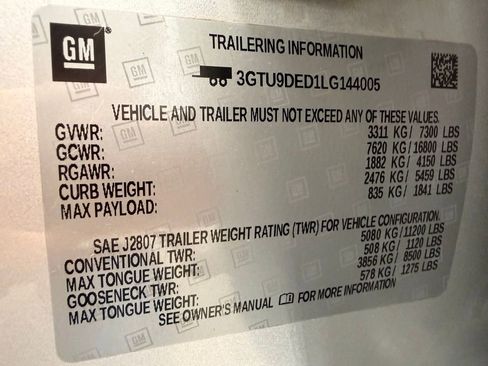 GM
TRAILERING INFORMATION
3GTU9DED1LG144005
VEHICLE AND TRAILER MUST NOT EXCEED ANY OF THESE VALUES.
GVWR: 3311 KG/ 7300 LBS
GCWR: 7620 KG/16800 LBS
RGAWR: 1882 KG/ 4150 LBS
CURB WEIGHT: 2476 KG/ 5459 LBS
MAX PAYLOAD: 835 KG/ 1841 LBS
SAE J2807 TRAILER WEIGHT RATING (TWR) FOR VEHICLE CONFIGURATION.
CONVENTIONAL TWR: 5080 KG/11200 LBS
MAX TONGUE WEIGHT: 508 KG/ 1120 LBS
GOOSENECK TWR: 3856 KG/ 8500 LBS
MAX TONGUE WEIGHT: 578 KG/ 1275 LBS
SEE OWNER'S MANUAL FOR MORE INFORMATION